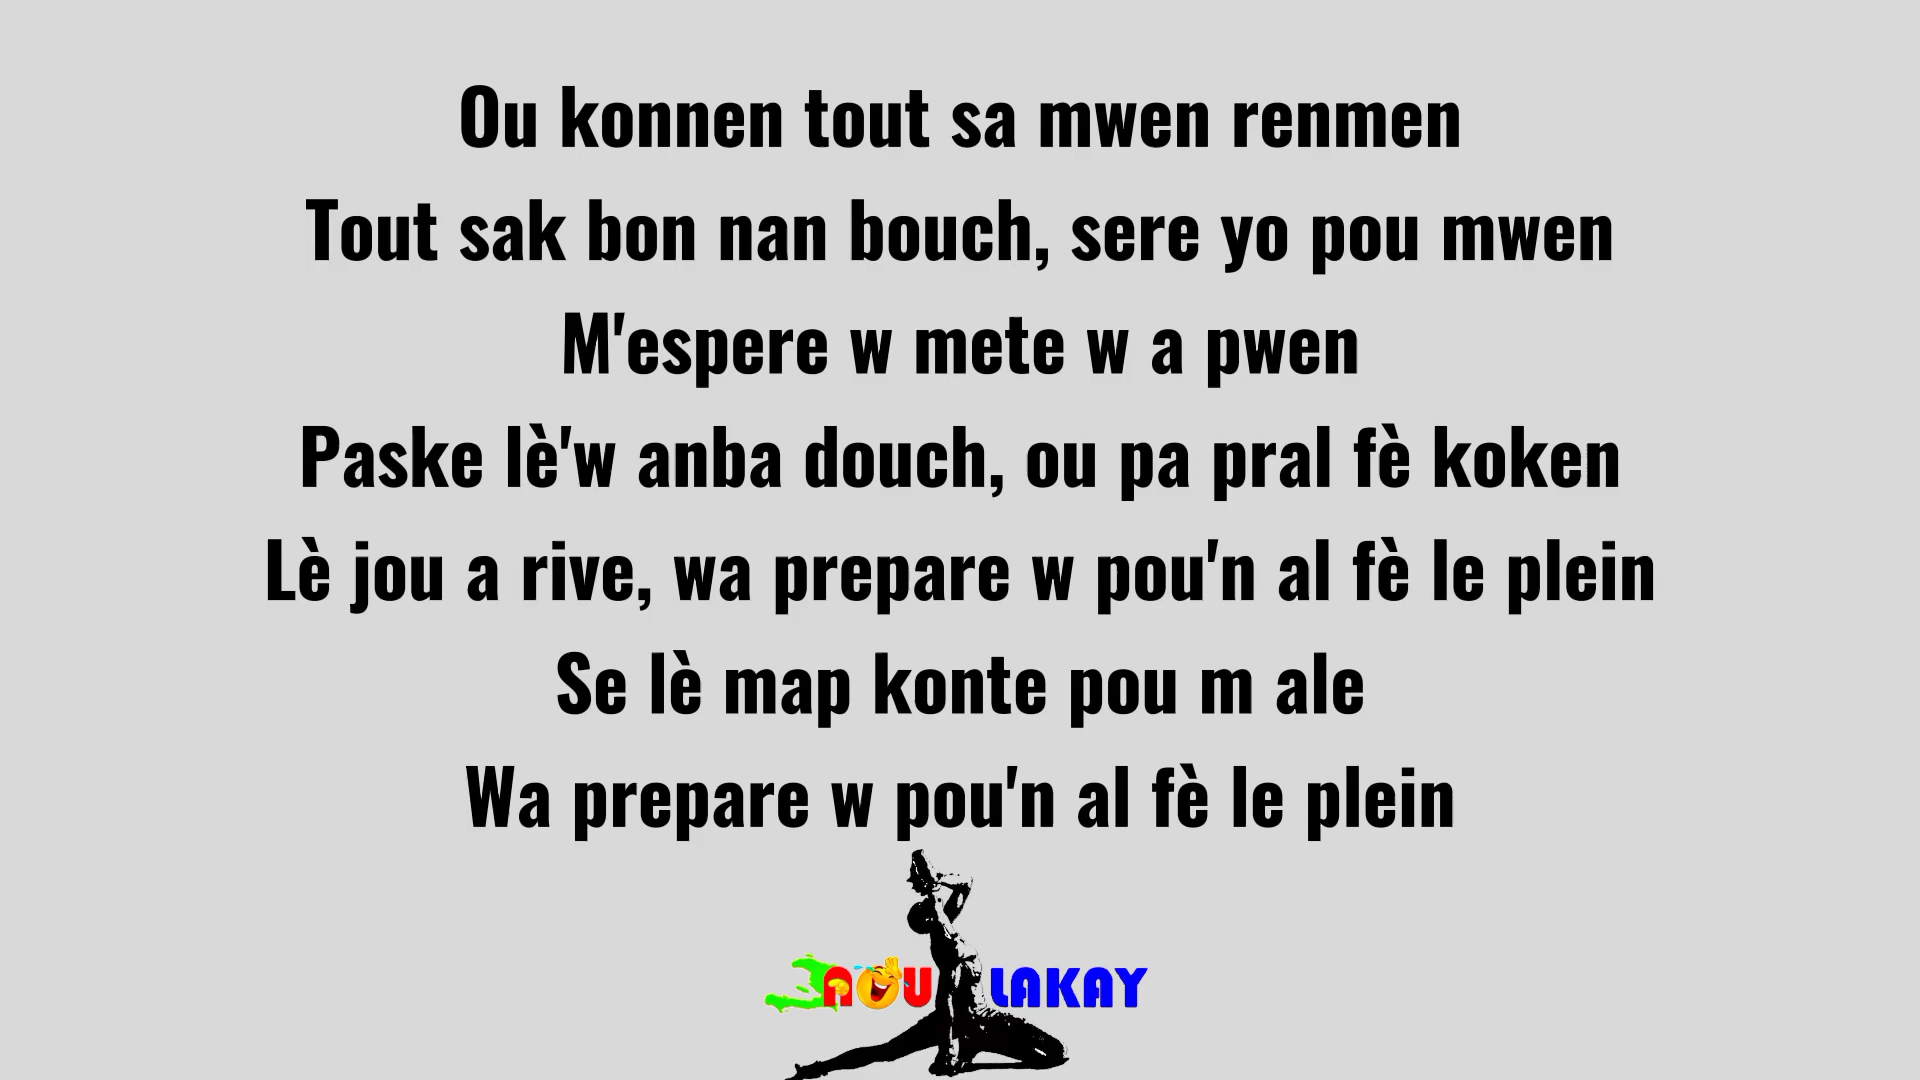 Ou konnen tout sa mwen renmen
Tout sak bon nan bouch, sere yo pou mwen
M'espere w mete w a pwen
Paske lè'w anba douch, ou pa pral fè koken
Lè jou a rive, wa prepare w pou'n al fè le plein
Se lè map konte pou m ale
Wa prepare w pou'n al fè le plein
LAKAY